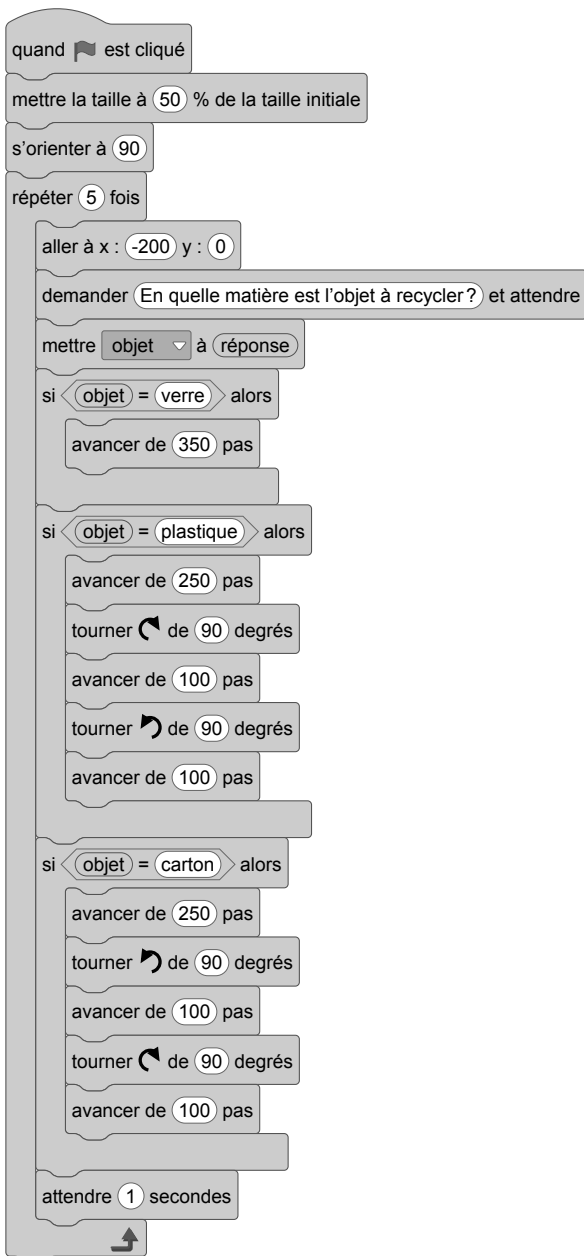 quand est cliqué
mettre la taille à 50 % de la taille initiale
s'orienter à 90
répéter 5 fois
aller à x : -200 y : 0
demander En quelle matière est l'objet à recycler ? et attendre
mettre objet à réponse
si objet = verre alors
avancer de 350 pas
si objet = plastique alors
avancer de 250 pas
tourner de 90 degrés
avancer de 100 pas
tourner de 90 degrés
avancer de 100 pas
si objet = carton alors
avancer de 250 pas
tourner de 90 degrés
avancer de 100 pas
tourner de 90 degrés
avancer de 100 pas
attendre 1 secondes